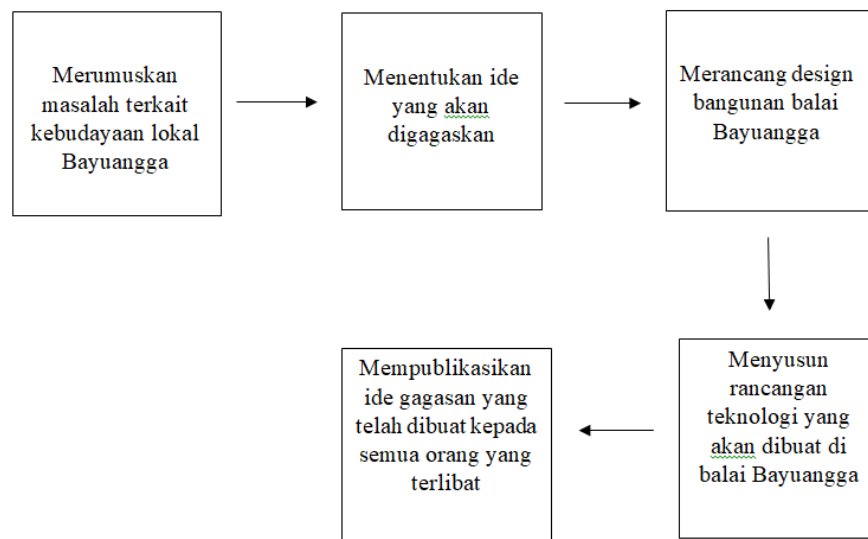 Merumuskan
masalah terkait
kebudayaan lokal
Bayuangga
Menentukan ide
yang akan
digagaskan
Merancang design
bangunan balai
Bayuangga
Menyusun
rancangan
teknologi yang
akan dibuat di
balai Bayuangga
Mempublikasikan
ide gagasan yang
telah dibuat kepada
semua orang yang
terlibat